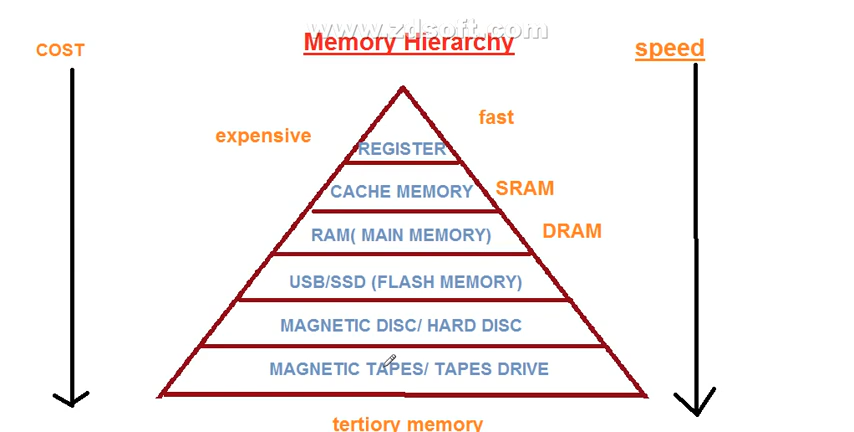 www.zdsoft.com
COST
Memory Hierarchy
speed
expensive
fast
REGISTER
CACHE MEMORY
SRAM
RAM( MAIN MEMORY)
DRAM
USB/SSD (FLASH MEMORY)
MAGNETIC DISC/ HARD DISC
MAGNETIC TAPES/ TAPES DRIVE
tertiory memory